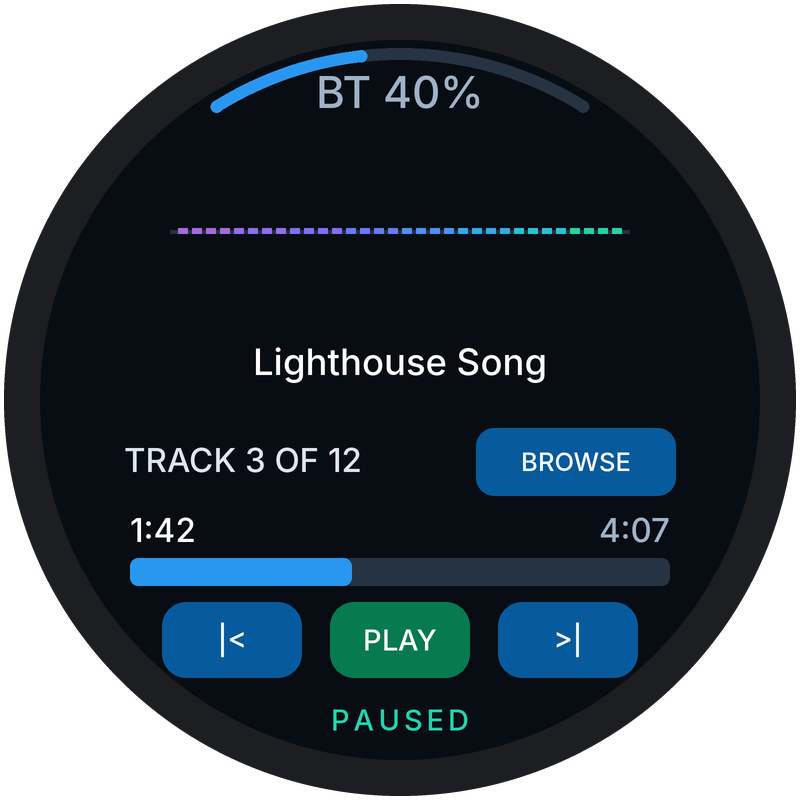 BT 40%
Lighthouse Song
TRACK 3 OF 12
BROWSE
1:42
4:07
|<
PLAY
>|
PAUSED